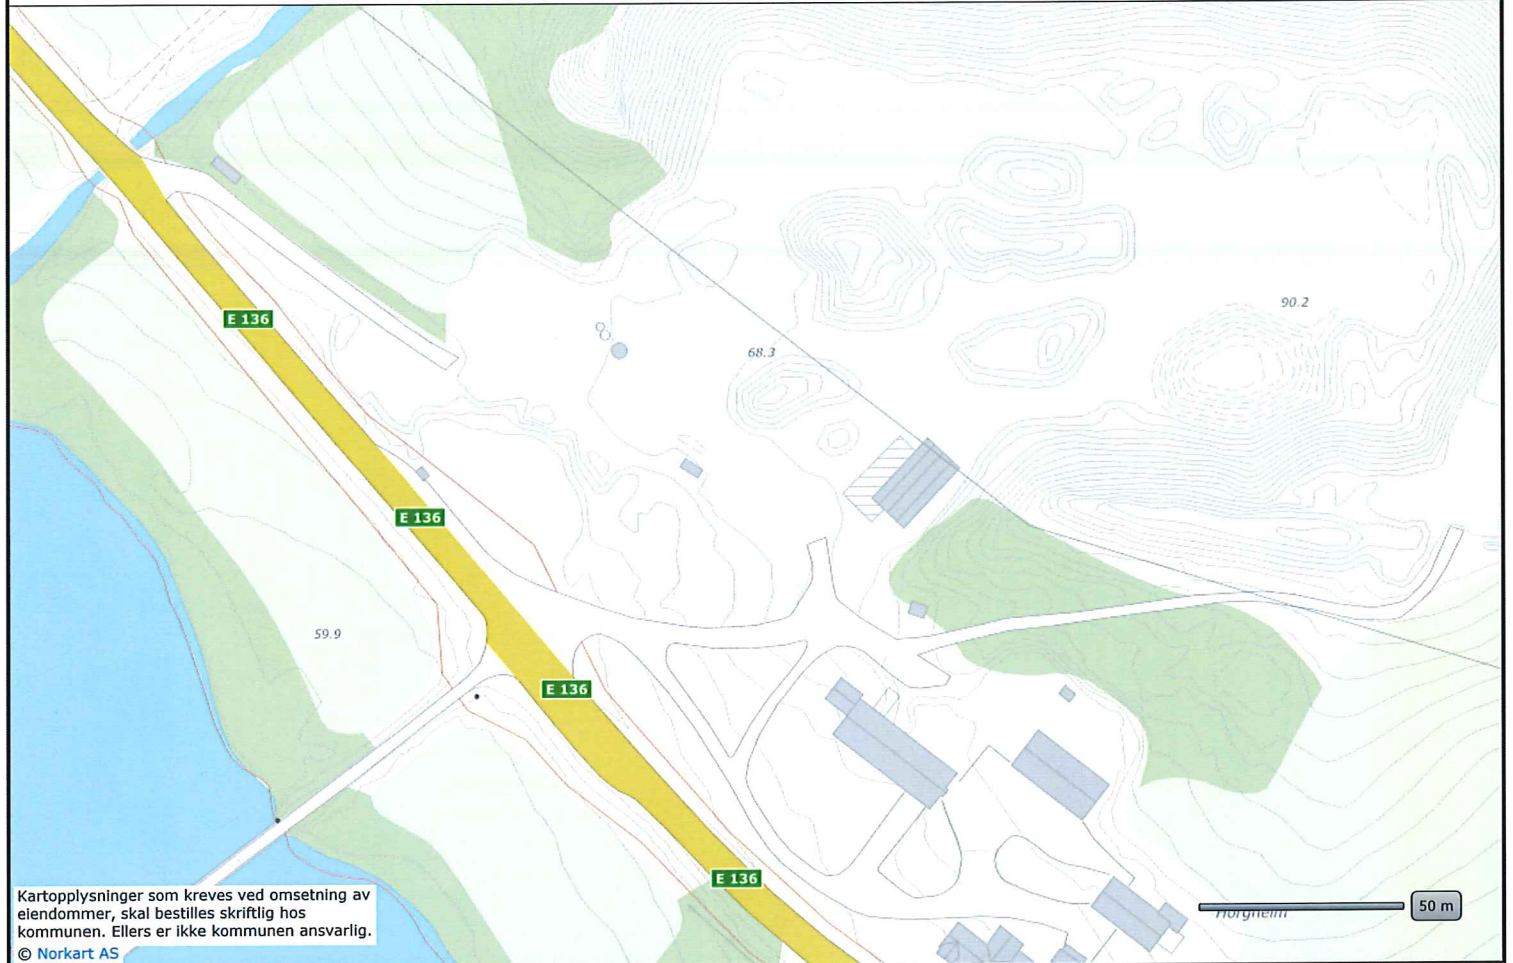 E 136
90.2
68.3
E 136
59.9
E 136
E 136
Kartopplysninger som kreves ved omsetning av
eiendommer, skal bestilles skriftlig hos
kommunen. Ellers er ikke kommunen ansvarlig.
© Norkart AS
50 m
Horgheim